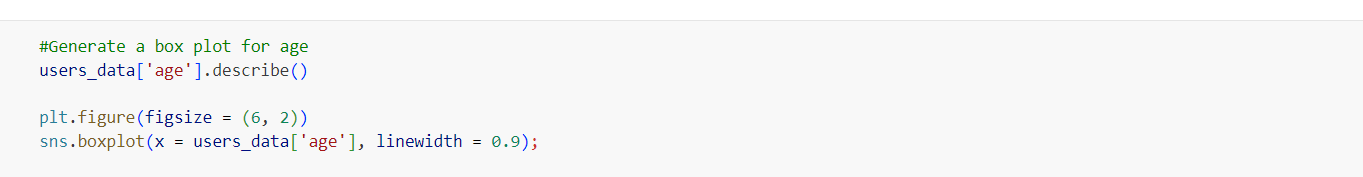 #Generate a box plot for age
users_data['age'].describe()
plt.figure(figsize = (6, 2))
sns.boxplot(x = users_data['age'], linewidth = 0.9);